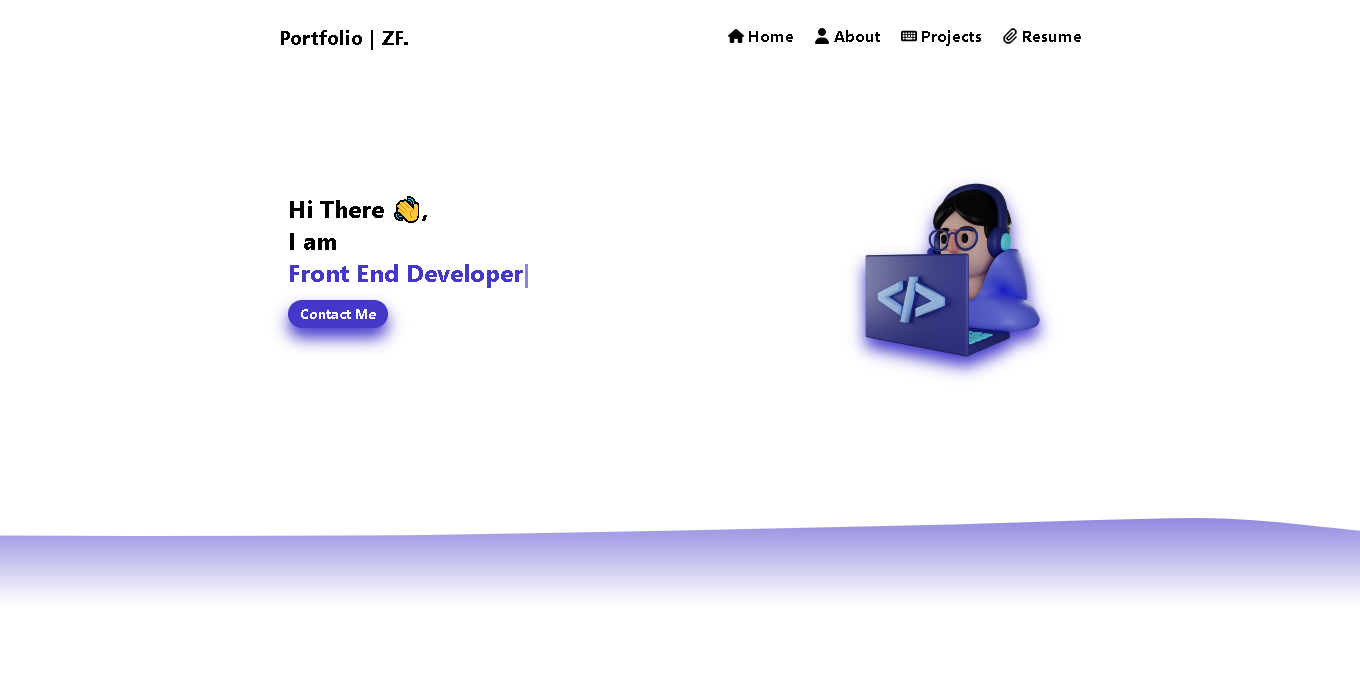 Portfolio | ZF.
Home About Projects Resume
Hi There 👋,
I am
Front End Developer|
Contact Me